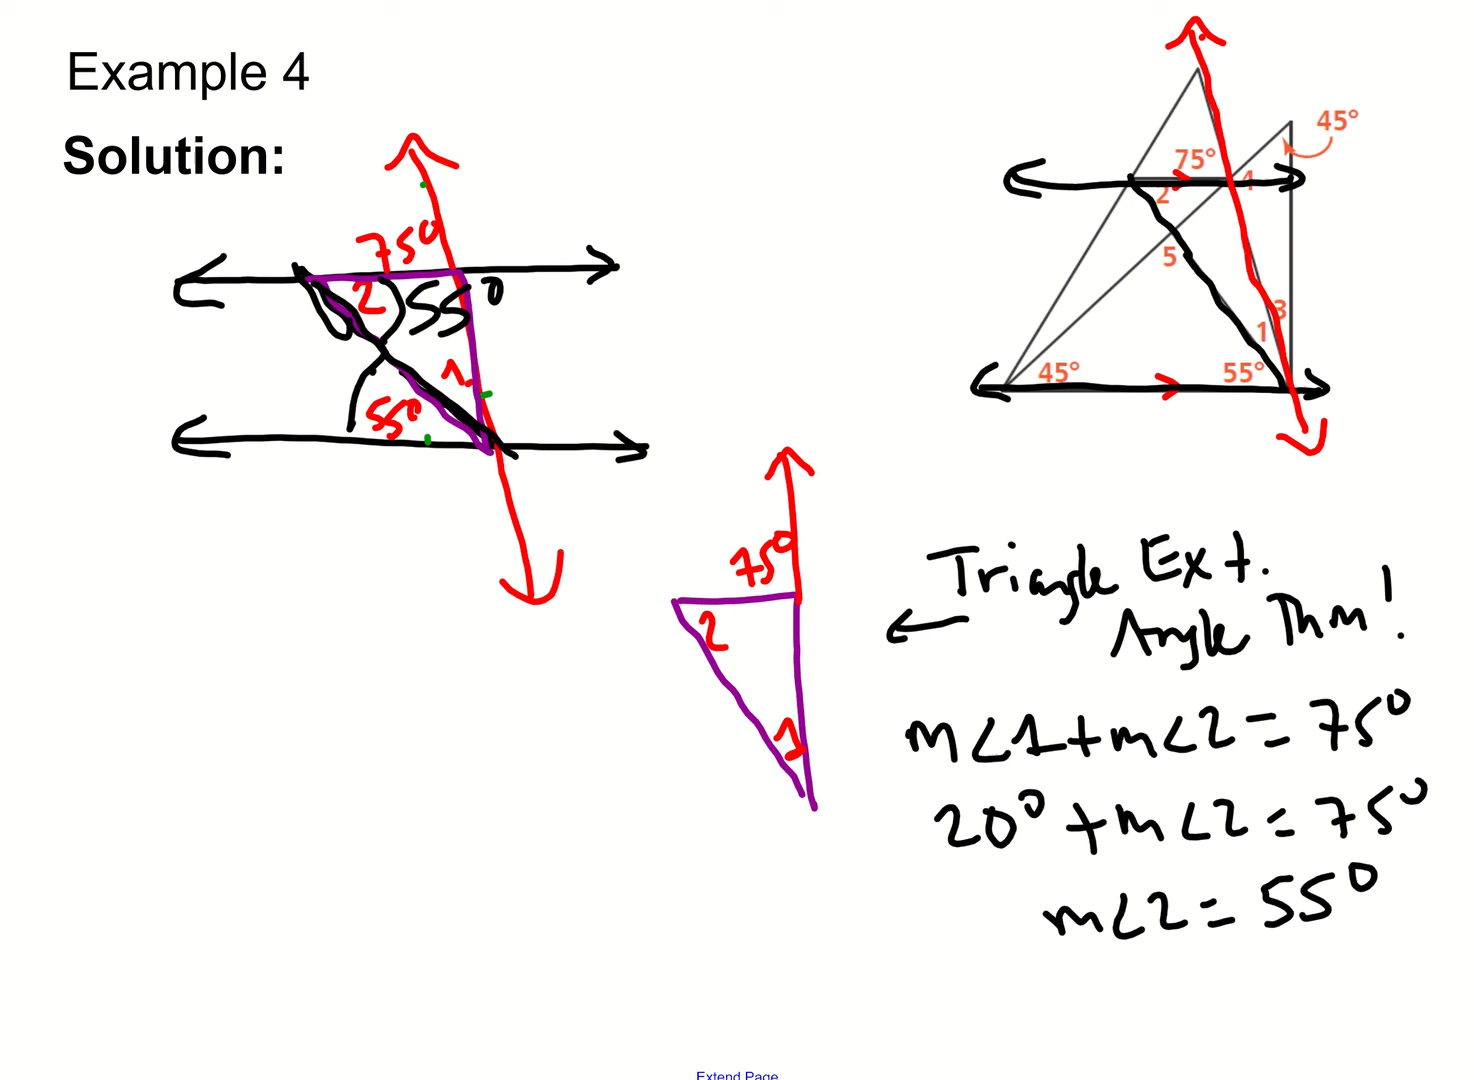 Example 4
Solution:
75°
2
55°
1
55°
75°
45°
4
2
5
3
1
45°
55°
75°
2
1
Triangle Ext.
Angle Thm!
m∠1+m∠2=75°
20°+m∠2=75°
m∠2=55°
Extend Page